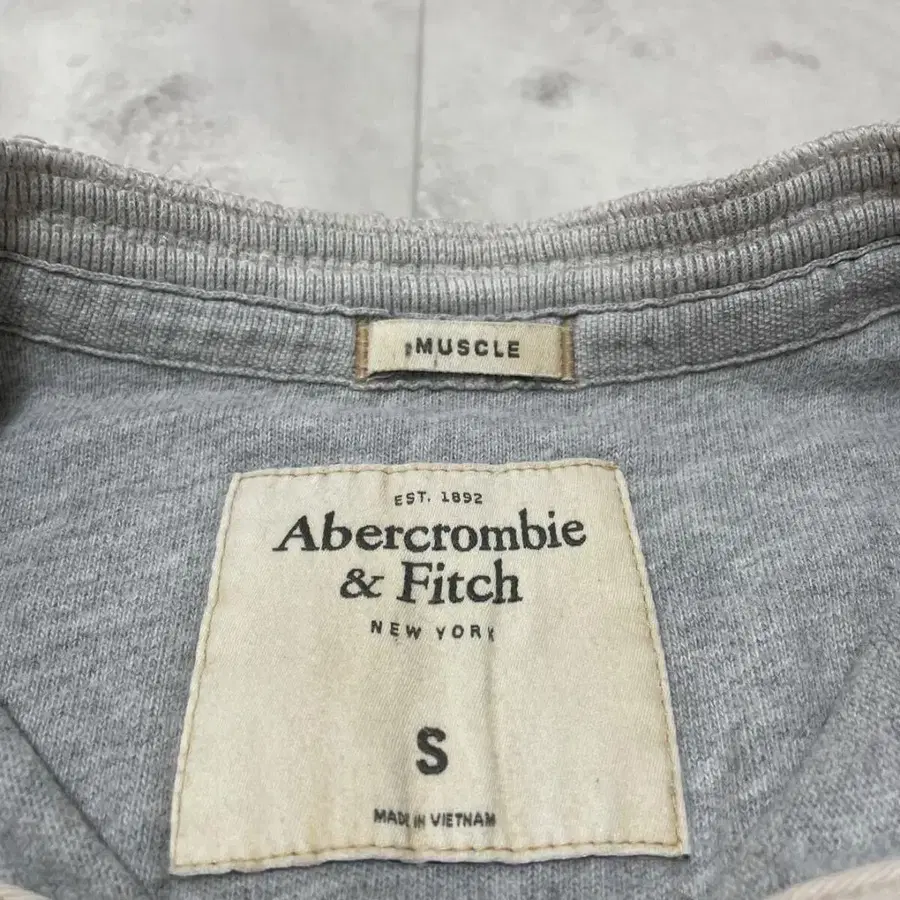 MUSCLE
EST. 1892
Abercrombie
& Fitch
NEW YORK
S
MADE IN VIETNAM